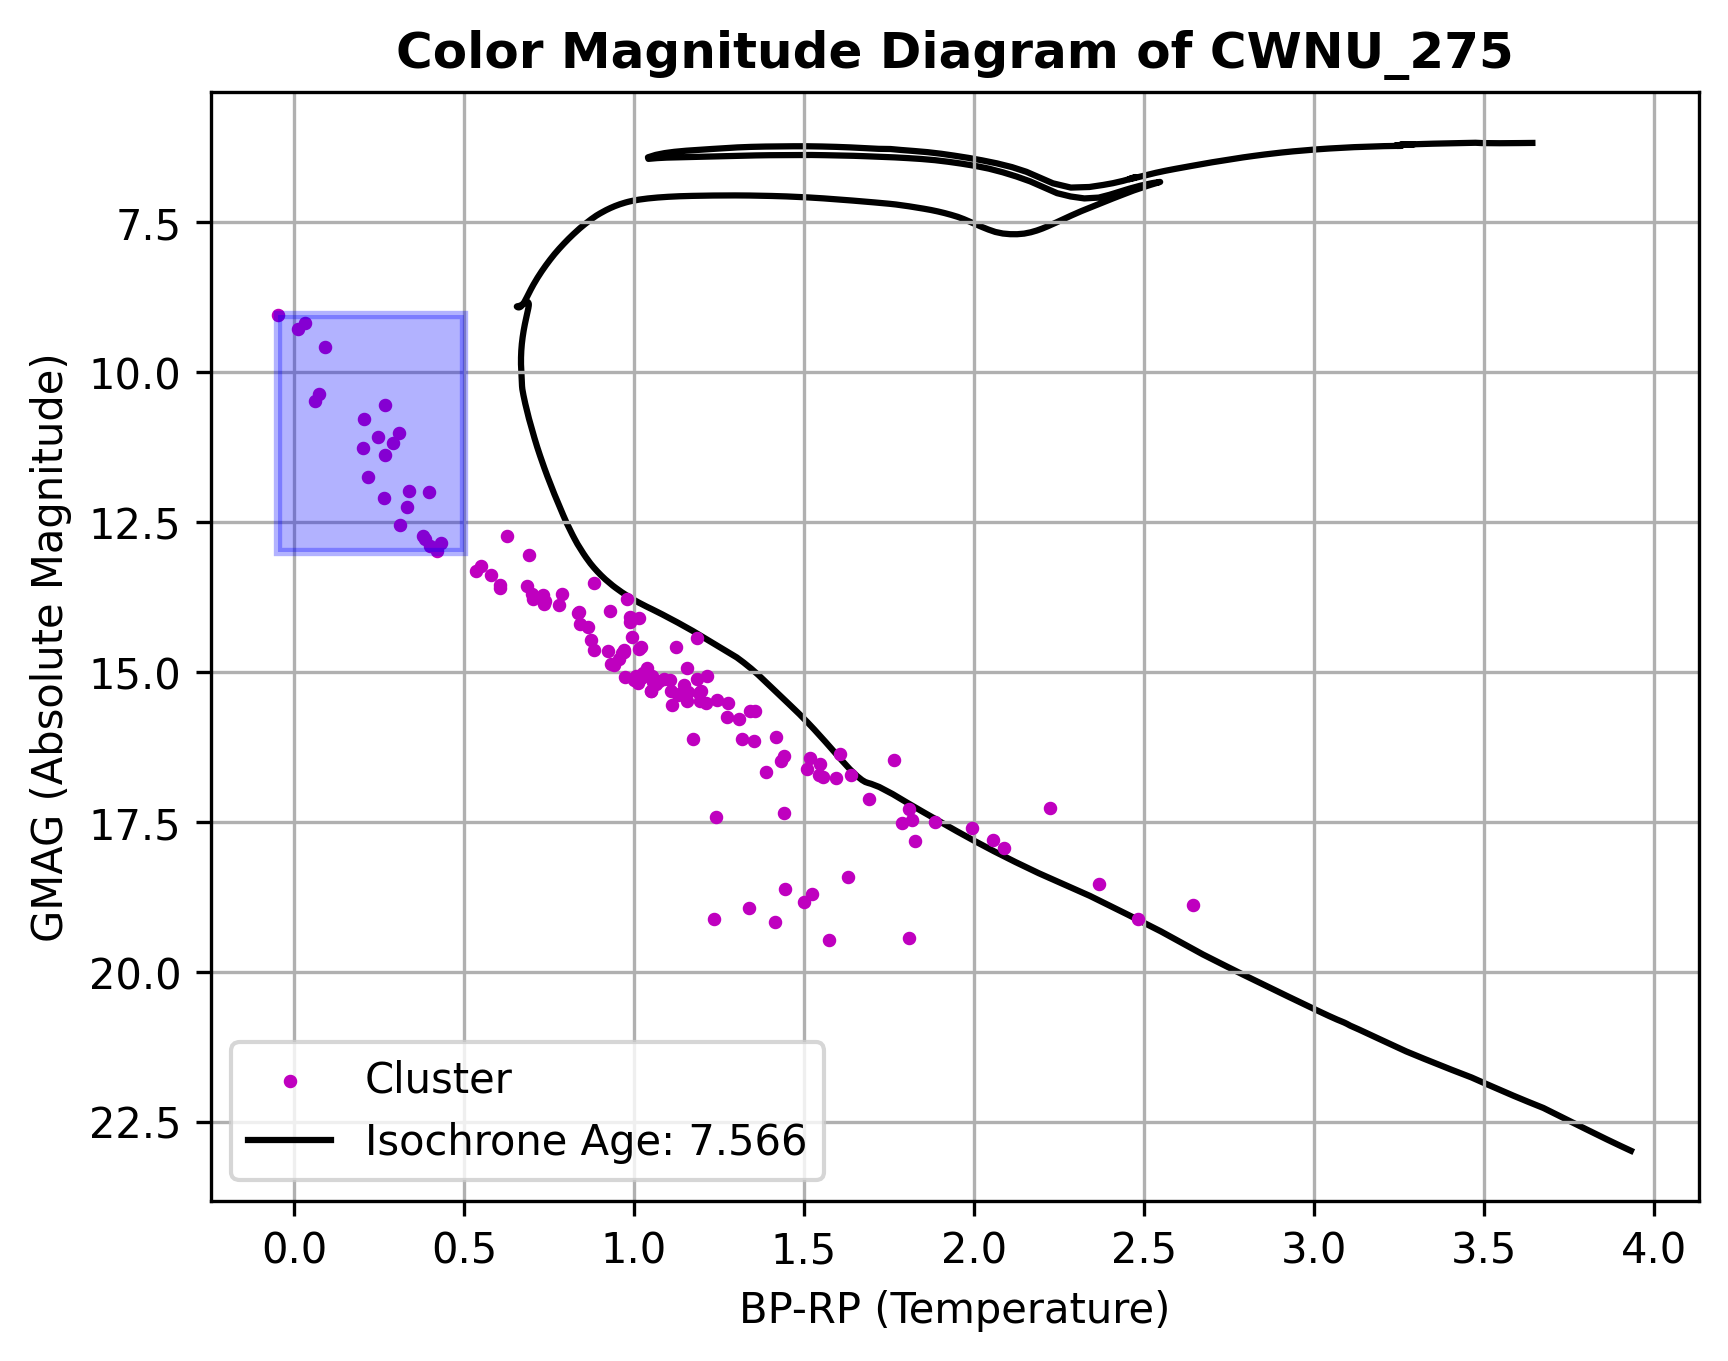 Color Magnitude Diagram of CWNU_275
GMAG (Absolute Magnitude)
7.5
10.0
12.5
15.0
17.5
20.0
22.5
Cluster
Isochrone Age: 7.566
0.0 0.5 1.0 1.5 2.0 2.5 3.0 3.5 4.0
BP-RP (Temperature)